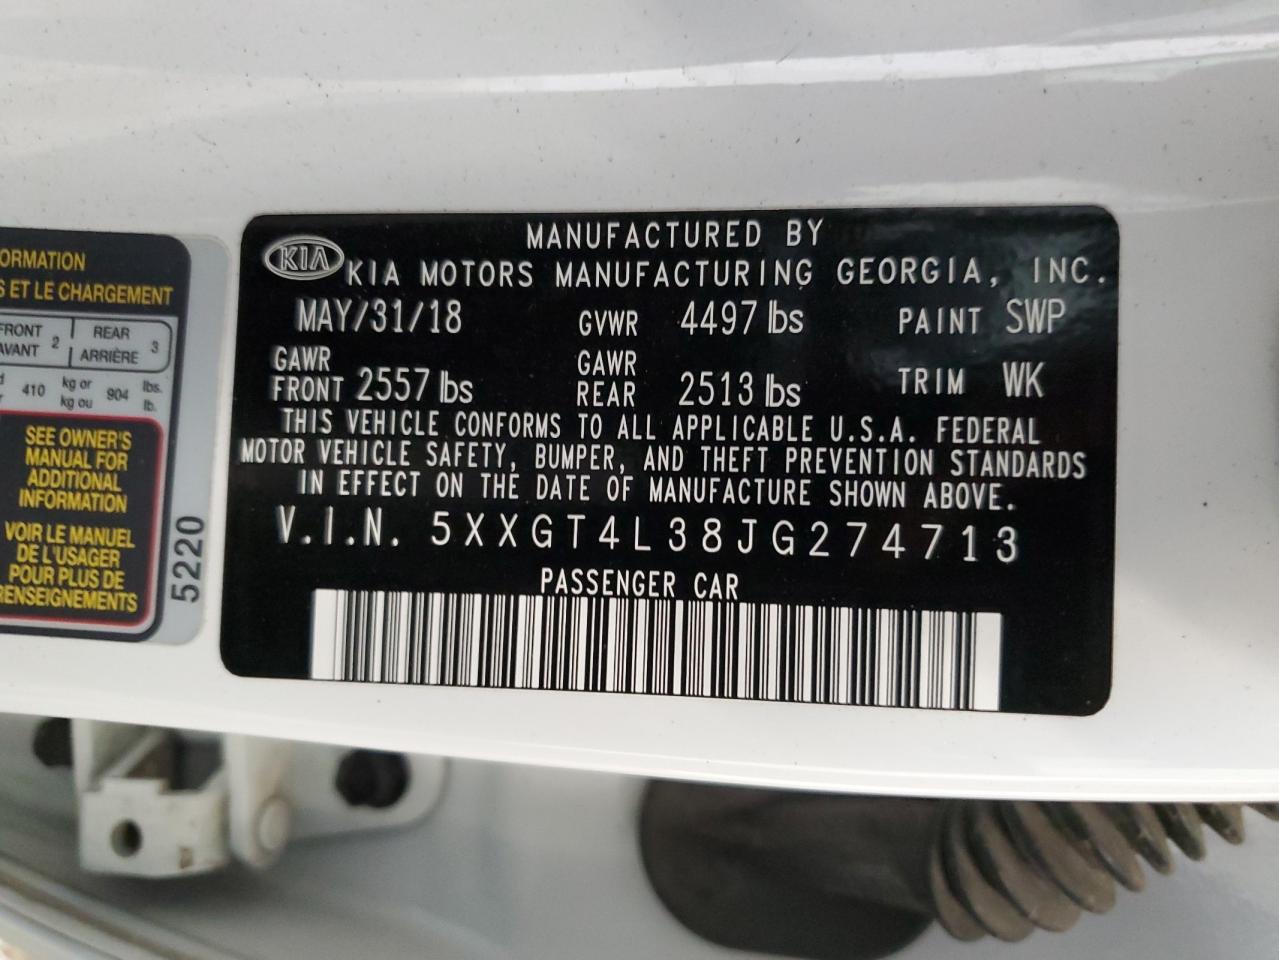 ORMATION
S ET LE CHARGEMENT
FRONT 2 REAR 3
AVANT ARRIÈRE
410 kg or 904 lbs.
kg ou lb.
SEE OWNER'S
MANUAL FOR
ADDITIONAL
INFORMATION
VOIR LE MANUEL
DE L'USAGER
POUR PLUS DE
RENSEIGNEMENTS
5220
MANUFACTURED BY
KIA KIA MOTORS MANUFACTURING GEORGIA, INC.
MAY/31/18 GVWR 4497 lbs PAINT SWP
GAWR FRONT 2557 lbs GAWR REAR 2513 lbs TRIM WK
THIS VEHICLE CONFORMS TO ALL APPLICABLE U.S.A. FEDERAL
MOTOR VEHICLE SAFETY, BUMPER, AND THEFT PREVENTION STANDARDS
IN EFFECT ON THE DATE OF MANUFACTURE SHOWN ABOVE.
V.I.N. 5XXGT4L38JG274713
PASSENGER CAR